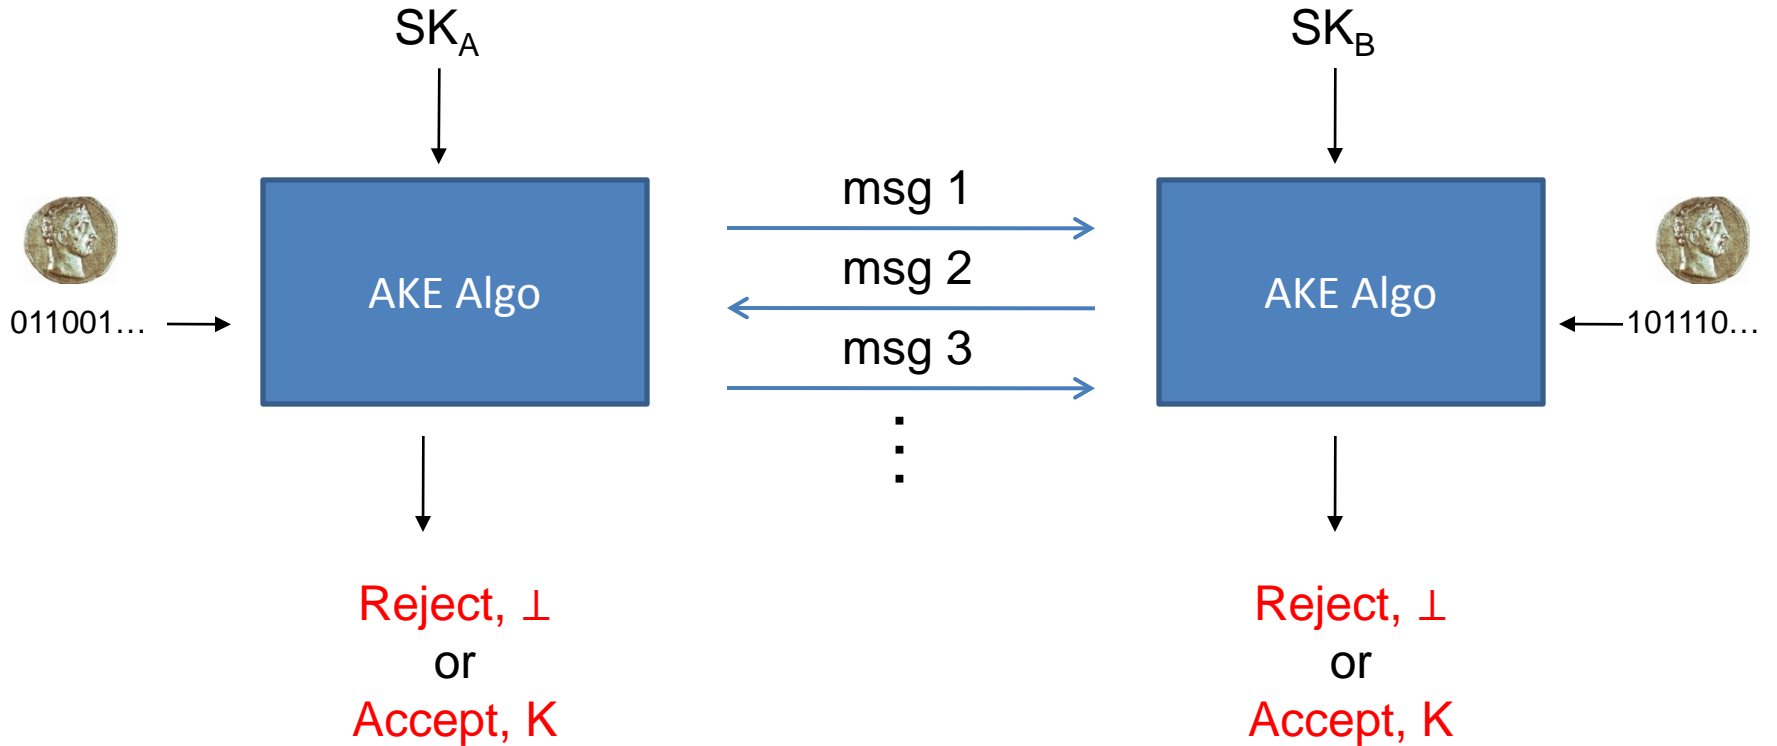 SK_A
SK_B
msg 1
msg 2
msg 3
⋮
AKE Algo
AKE Algo
011001…
101110…
Reject, ⊥
or
Accept, K
Reject, ⊥
or
Accept, K